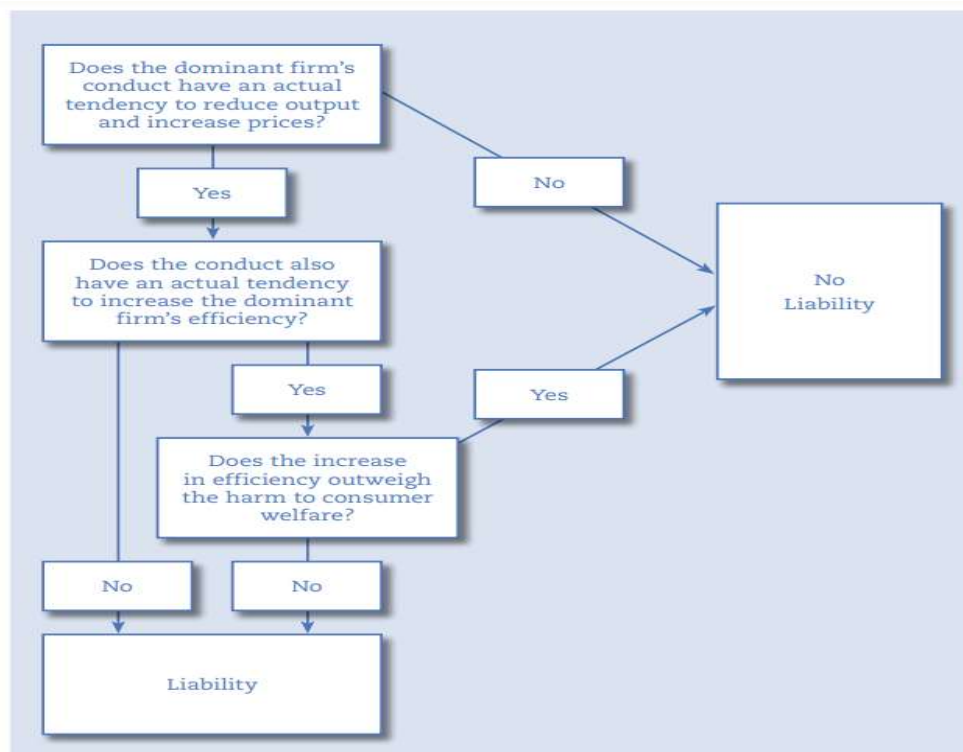 Does the dominant firm's
conduct have an actual
tendency to reduce output
and increase prices?
No
Yes
Does the conduct also
have an actual tendency
to increase the dominant
firm's efficiency?
No
Liability
Yes
Yes
Does the increase
in efficiency outweigh
the harm to consumer
welfare?
No
No
Liability